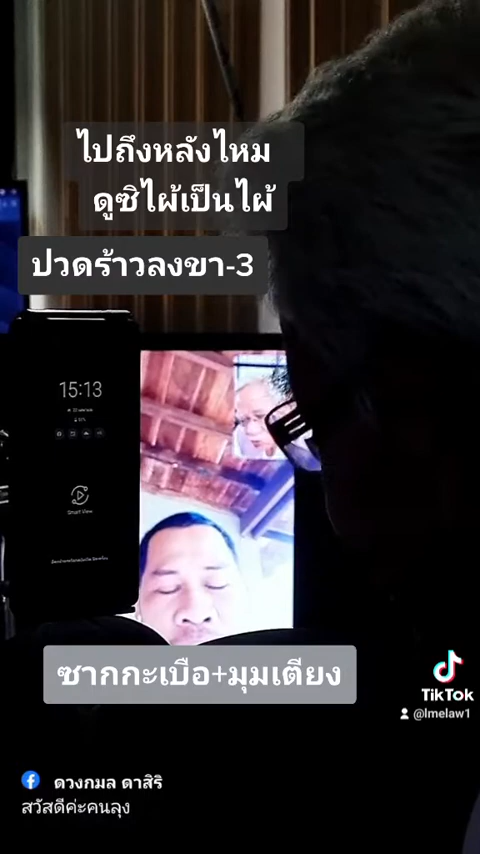 ไปถึงหลังไหม
ดูซิไผ้เป็นไผ้
ปวดร้าวลงขา-3
15:13
Smart View
ซากกะเบือ+มุมเตียง
TikTok
@lmelaw1
ดวงกมล ดาสิริ
สวัสดีค่ะคนลุง